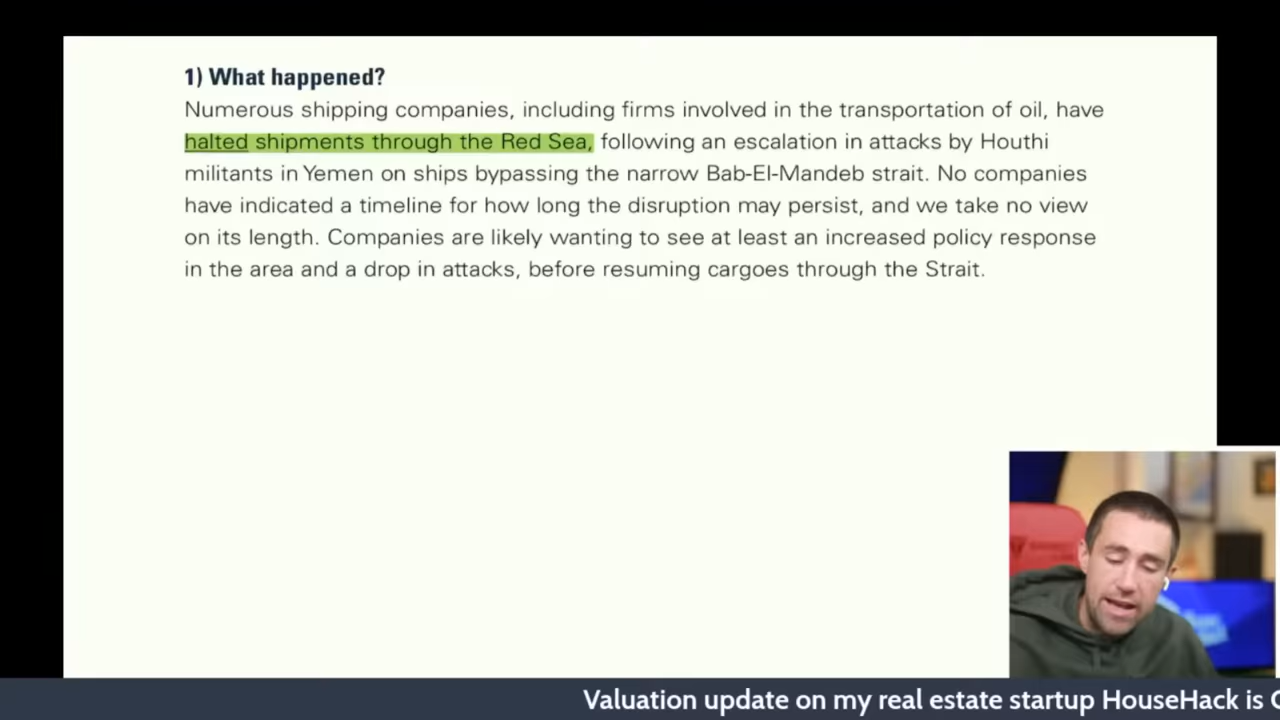 1) What happened?
Numerous shipping companies, including firms involved in the transportation of oil, have
halted shipments through the Red Sea, following an escalation in attacks by Houthi
militants in Yemen on ships bypassing the narrow Bab-El-Mandeb strait. No companies
have indicated a timeline for how long the disruption may persist, and we take no view
on its length. Companies are likely wanting to see at least an increased policy response
in the area and a drop in attacks, before resuming cargoes through the Strait.
Valuation update on my real estate startup HouseHack is